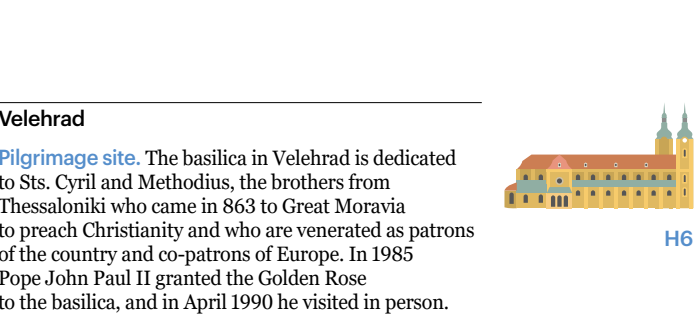 Velehrad
Pilgrimage site. The basilica in Velehrad is dedicated
to Sts. Cyril and Methodius, the brothers from
Thessaloniki who came in 863 to Great Moravia
to preach Christianity and who are venerated as patrons
of the country and co-patrons of Europe. In 1985
Pope John Paul II granted the Golden Rose
to the basilica, and in April 1990 he visited in person.
H6